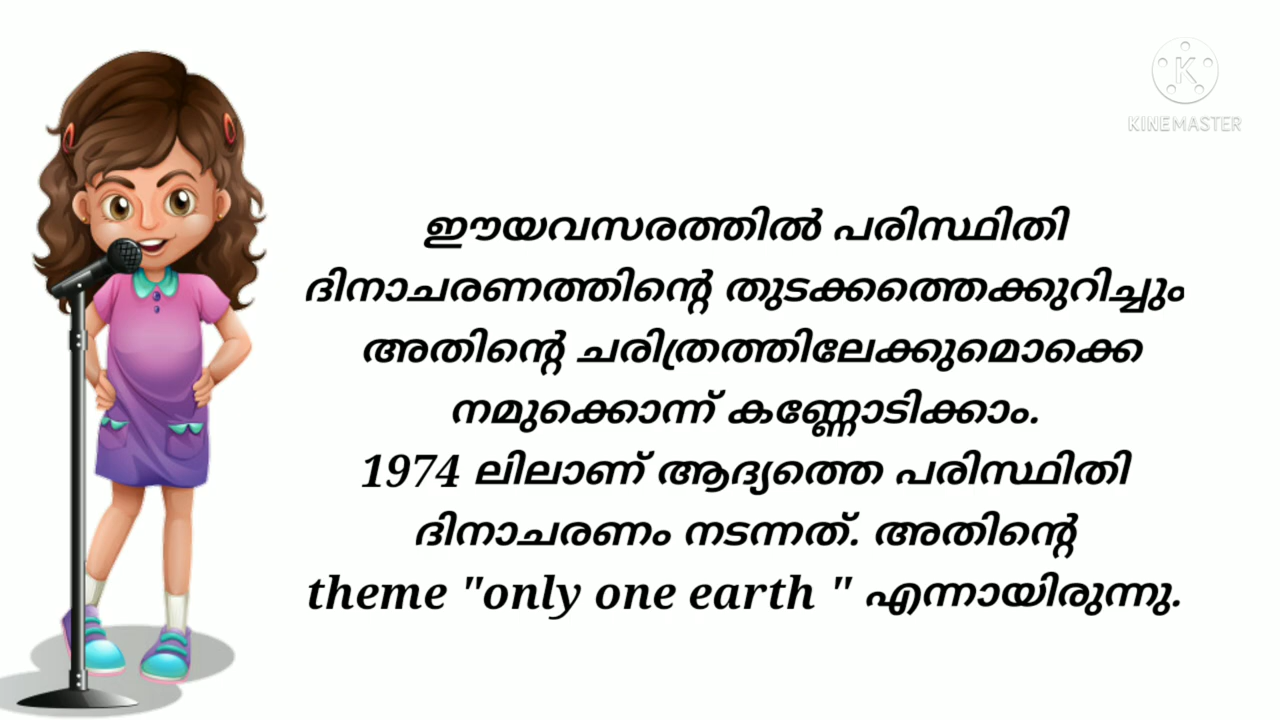 KINEMASTER
ഈയവസരത്തിൽ പരിസ്ഥിതി
ദിനാചരണത്തിന്റെ തുടക്കത്തെക്കുറിച്ചും
അതിന്റെ ചരിത്രത്തിലേക്കുമൊക്കെ
നമുക്കൊന്ന് കണ്ണോടിക്കാം.
1974 ലിലാണ് ആദ്യത്തെ പരിസ്ഥിതി
ദിനാചരണം നടന്നത്. അതിന്റെ
theme "only one earth " എന്നായിരുന്നു.